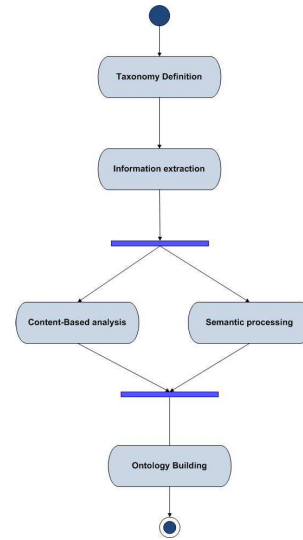 Taxonomy Definition
Information extraction
Content-Based analysis
Semantic processing
Ontology Building